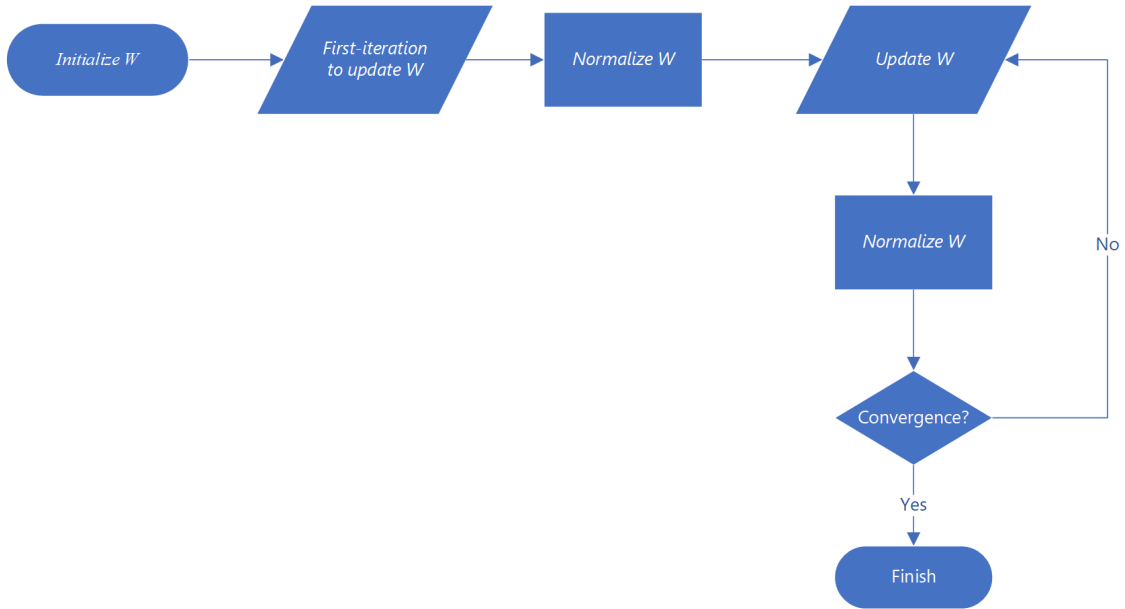 Initialize W
First-iteration
to update W
Normalize W
Update W
Normalize W
No
Convergence?
Yes
Finish